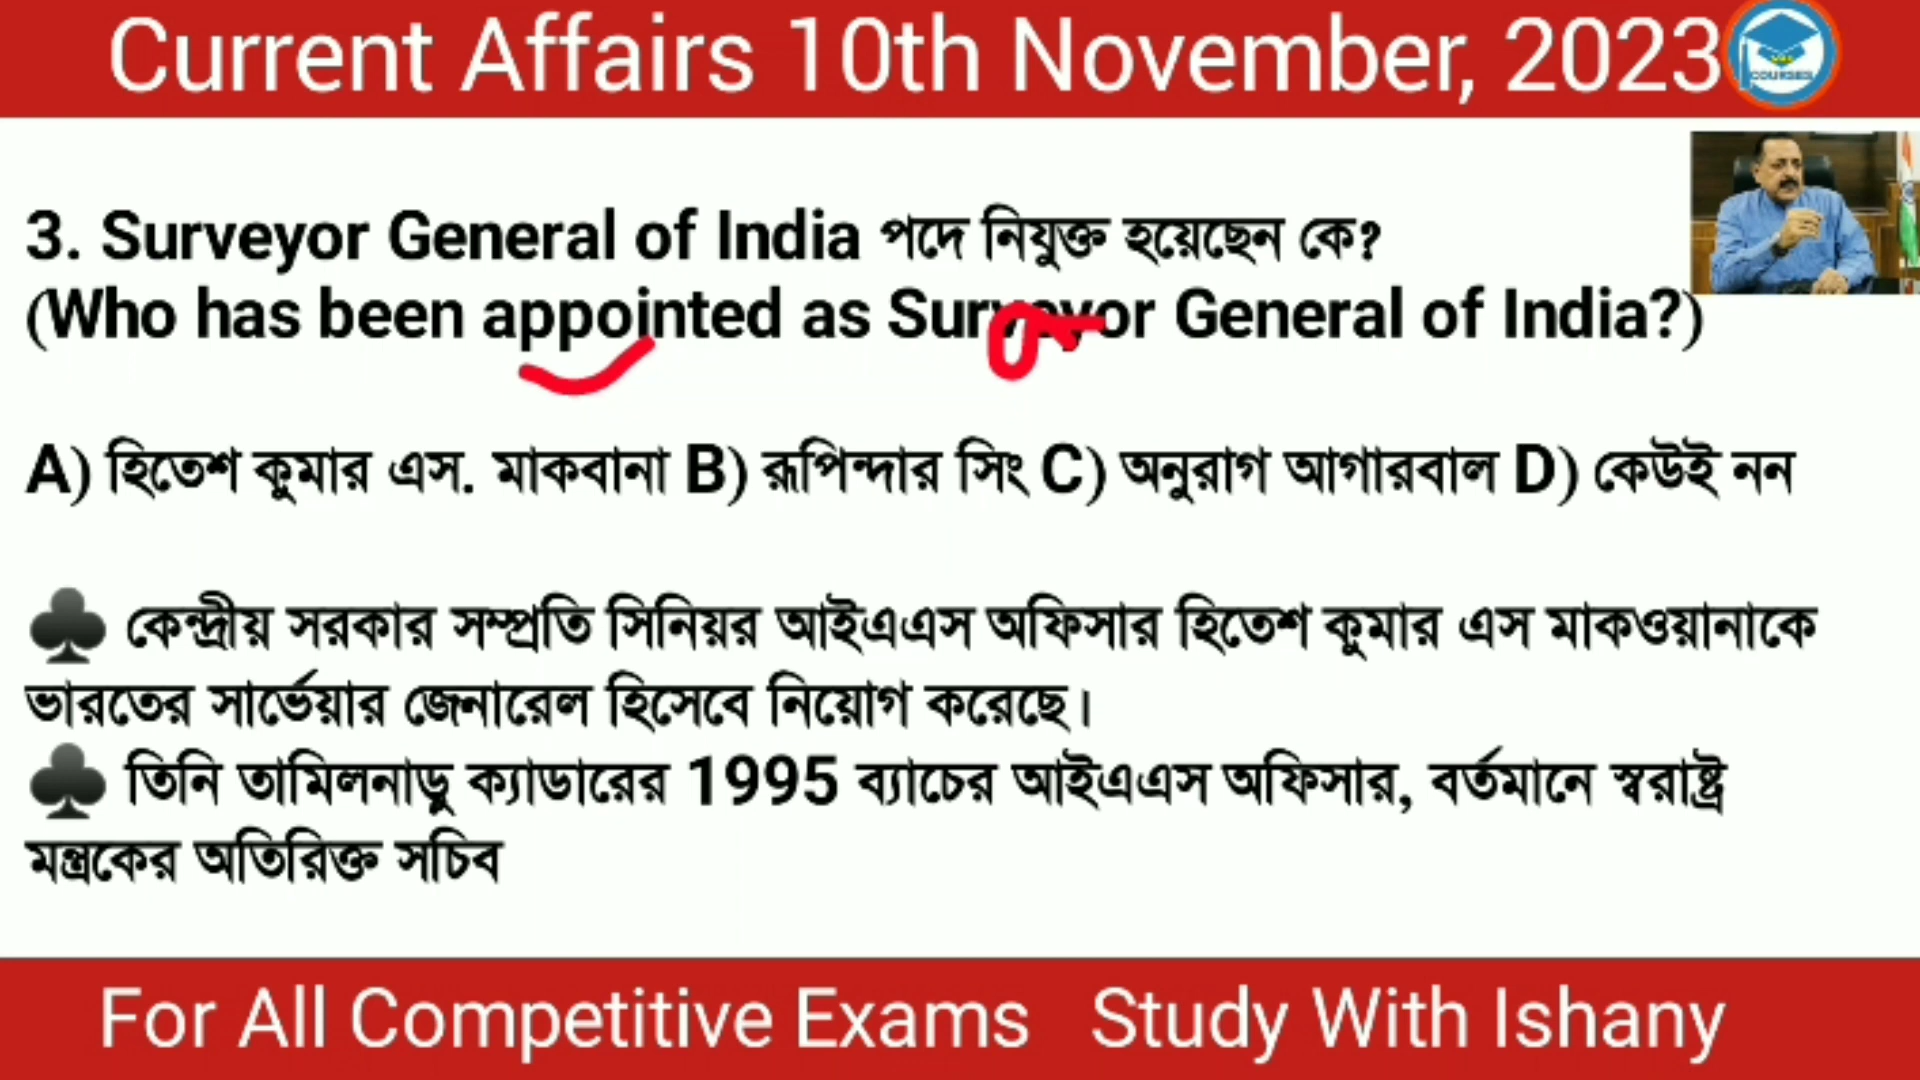 Current Affairs 10th November, 2023
COURSES
3. Surveyor General of India পদে নিযুক্ত হয়েছেন কে?
(Who has been appointed as Surveyor General of India?)
A) হিতেশ কুমার এস. মাকবানা B) রূপিন্দার সিং C) অনুরাগ আগারবাল D) কেউই নন
♣ কেন্দ্রীয় সরকার সম্প্রতি সিনিয়র আইএএস অফিসার হিতেশ কুমার এস মাকওয়ানাকে
ভারতের সার্ভেয়ার জেনারেল হিসেবে নিয়োগ করেছে।
♣ তিনি তামিলনাড়ু ক্যাডারের 1995 ব্যাচের আইএএস অফিসার, বর্তমানে স্বরাষ্ট্র
মন্ত্রকের অতিরিক্ত সচিব
For All Competitive Exams Study With Ishany